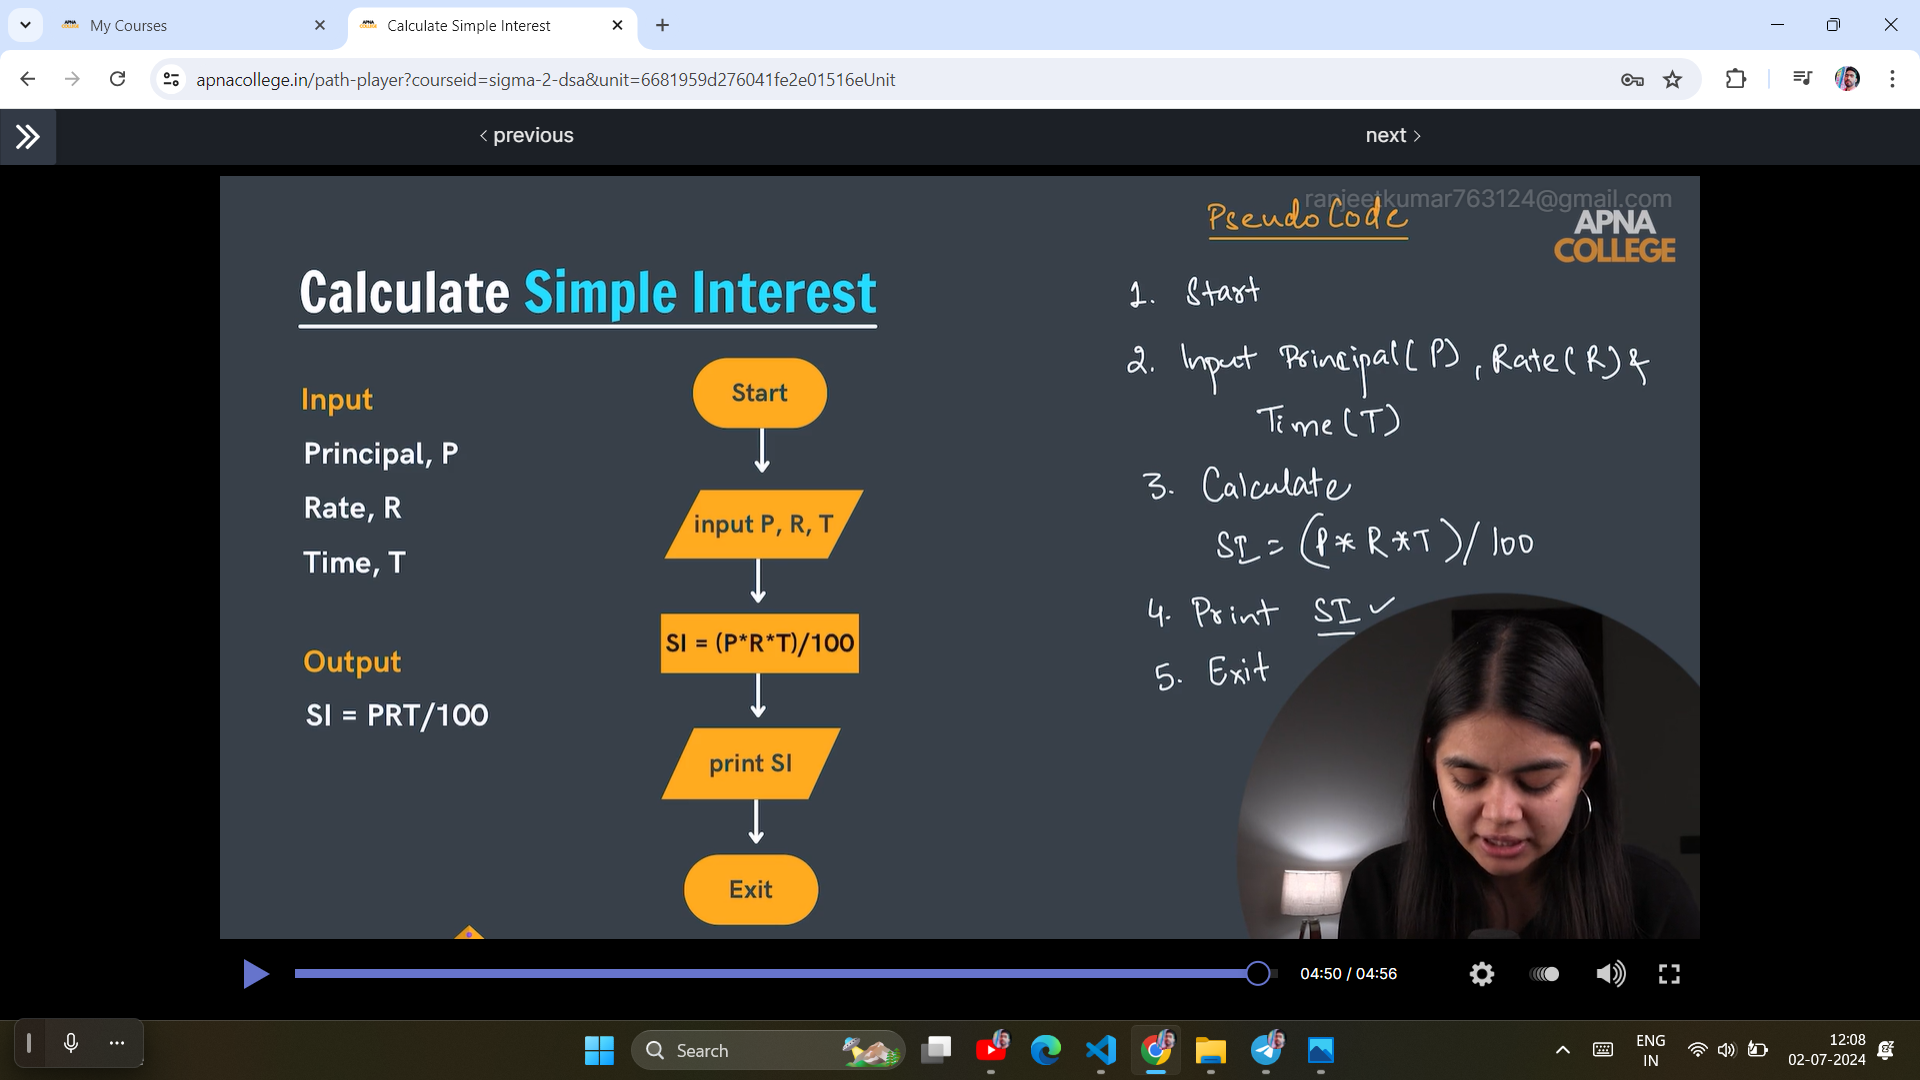 My Courses
Calculate Simple Interest
apnacollege.in/path-player?courseid=sigma-2-dsa&unit=6681959d276041fe2e01516eUnit
previous
next
ranjeetkumar763124@gmail.com
APNA
COLLEGE
Calculate Simple Interest
Input
Principal, P
Rate, R
Time, T
Output
SI = PRT/100
Start
input P, R, T
SI = (P*R*T)/100
print SI
Exit
Pseudo Code
1. Start
2. Input Principal(P), Rate(R) &
Time(T)
3. Calculate
SI = (P* R*T)/100
4. Print SI ✓
5. Exit
04:50 / 04:56
Search
ENG
IN
12:08
02-07-2024